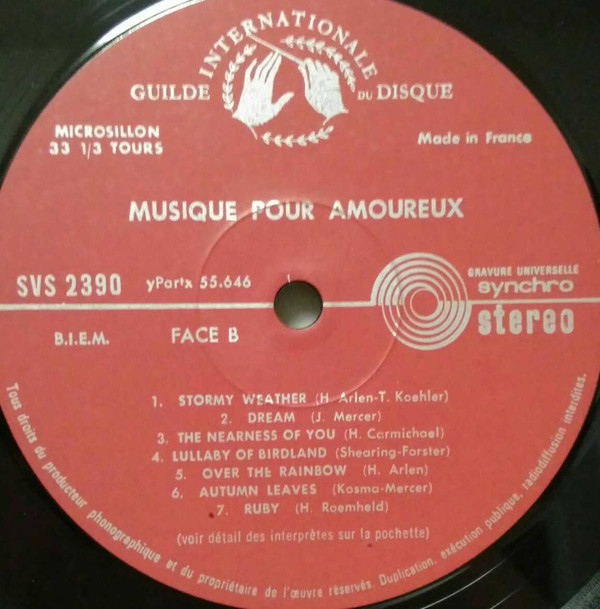 INTERNATIONALE
GUILDE DU DISQUE
MICROSILLON
33 1/3 TOURS
Made in France
MUSIQUE POUR AMOUREUX
SVS 2390
yPartx 55.646
GRAVURE UNIVERSELLE
synchro
stereo
B.I.E.M.
FACE B
1. STORMY WEATHER (H. Arlen-T. Koehler)
2. DREAM (J. Mercer)
3. THE NEARNESS OF YOU (H. Carmichael)
4. LULLABY OF BIRDLAND (Shearing-Forster)
5. OVER THE RAINBOW (H. Arlen)
6. AUTUMN LEAVES (Kosma-Mercer)
7. RUBY (H. Roemheld)
(voir détail des interprètes sur la pochette)
Tous droits du producteur phonographique et du propriétaire de l'œuvre réservés. Duplication, exécution publique, radiodiffusion interdites.